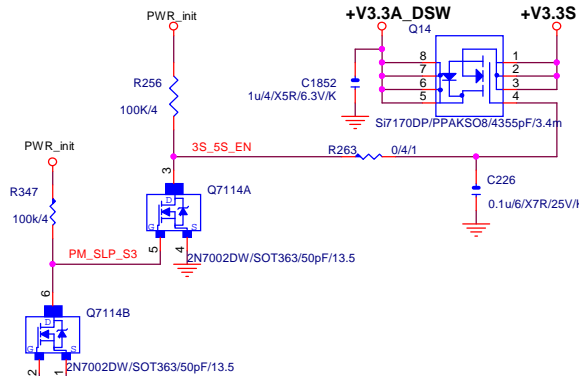 PWR_init
+V3.3A_DSW
+V3.3S
Q14
R256
100K/4
C1852
1u/4/X5R/6.3V/K
8
7
6
5
1
2
3
4
Si7170DP/PPAKSO8/4355pF/3.4m
PWR_init
3S_5S_EN
R263
0/4/1
3
R347
100k/4
Q7114A
D
G
S
C226
0.1u/6/X7R/25V/K
5
4
2N7002DW/SOT363/50pF/13.5
PM_SLP_S3
6
Q7114B
D
G
S
2
1
2N7002DW/SOT363/50pF/13.5